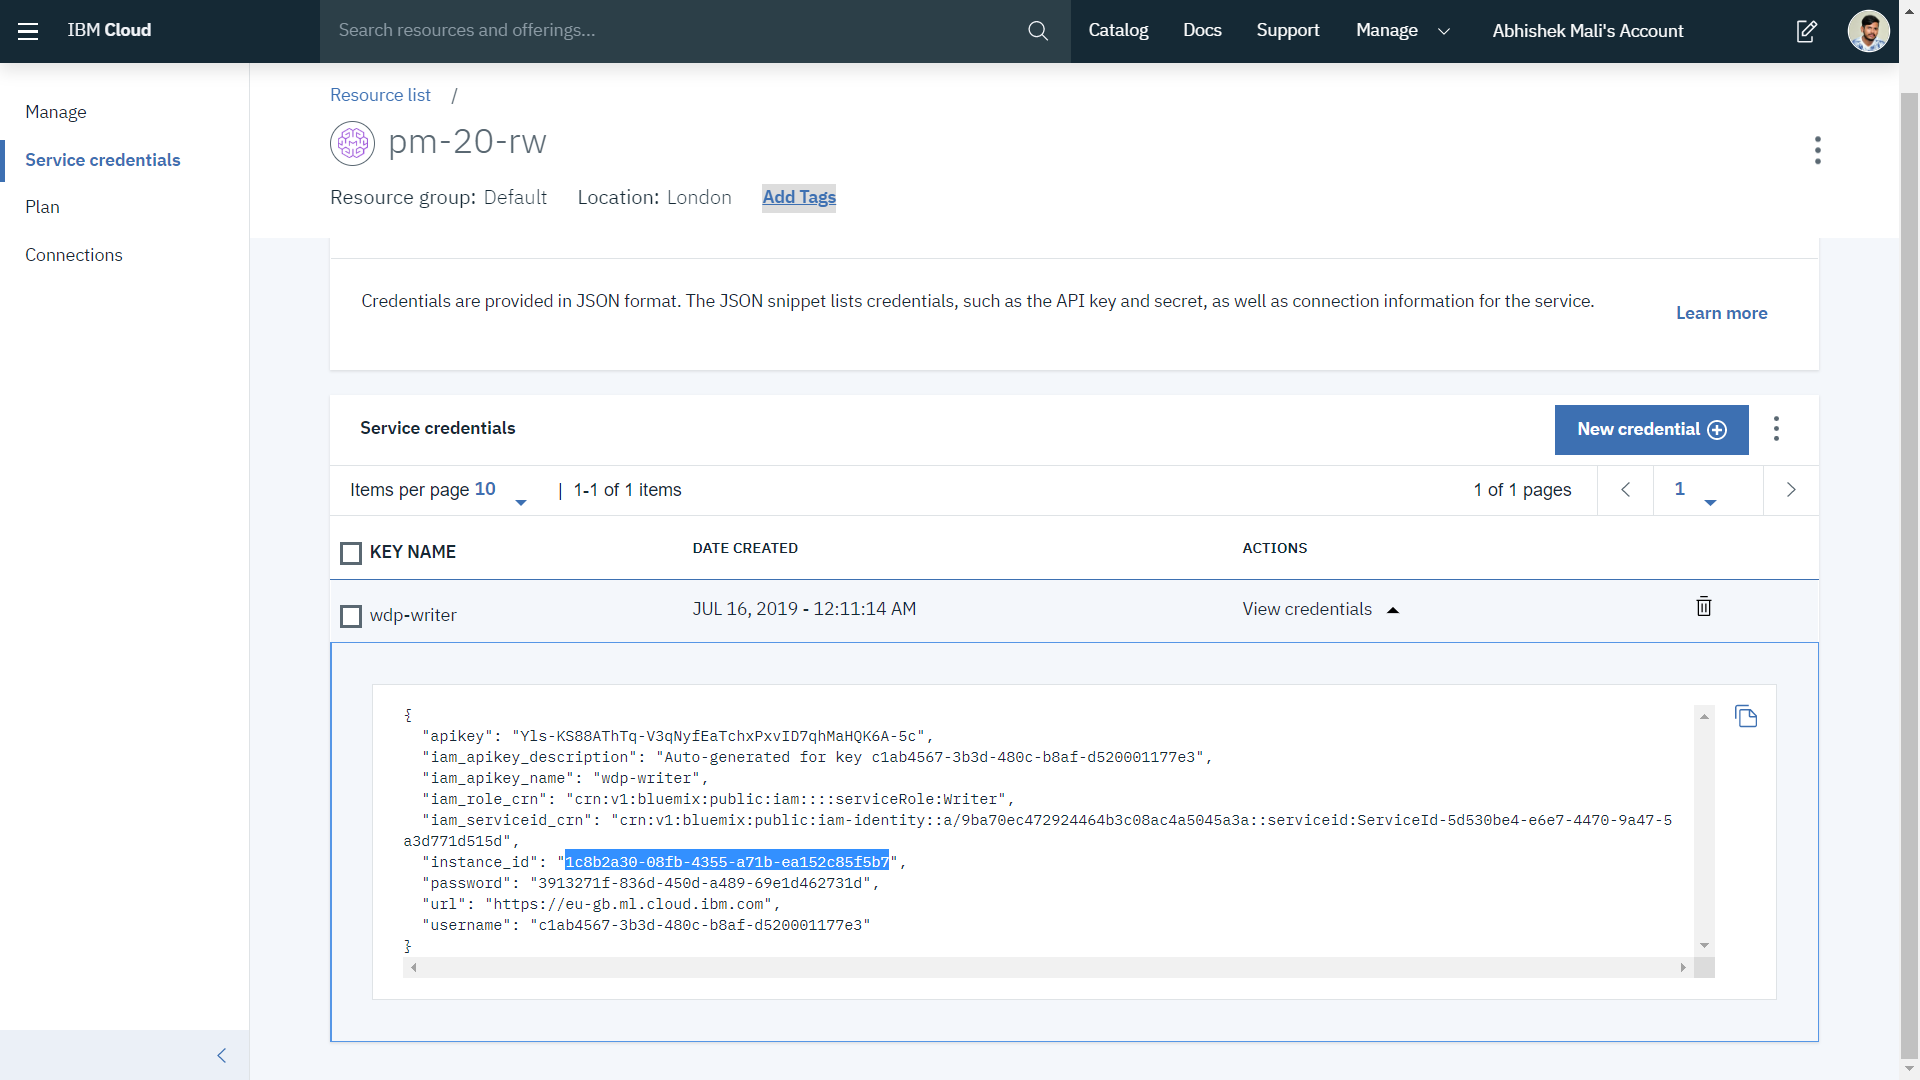 IBM Cloud
Search resources and offerings...
Catalog
Docs
Support
Manage
Abhishek Mali's Account
Manage
Service credentials
Plan
Connections
Resource list /
pm-20-rw
Resource group: Default Location: London Add Tags
Credentials are provided in JSON format. The JSON snippet lists credentials, such as the API key and secret, as well as connection information for the service.
Learn more
Service credentials
New credential
Items per page 10 | 1-1 of 1 items
1 of 1 pages
1
KEY NAME DATE CREATED ACTIONS
wdp-writer JUL 16, 2019 - 12:11:14 AM View credentials
{
"apikey": "Yls-KS88AThTq-V3qNyfEaTchxPxvID7qhMaHQK6A-5c",
"iam_apikey_description": "Auto-generated for key c1ab4567-3b3d-480c-b8af-d520001177e3",
"iam_apikey_name": "wdp-writer",
"iam_role_crn": "crn:v1:bluemix:public:iam::::serviceRole:Writer",
"iam_serviceid_crn": "crn:v1:bluemix:public:iam-identity::a/9ba70ec472924464b3c08ac4a5045a3a::serviceid:ServiceId-5d530be4-e6e7-4470-9a47-5
a3d771d515d",
"instance_id": "1c8b2a30-08fb-4355-a71b-ea152c85f5b7",
"password": "3913271f-836d-450d-a489-69e1d462731d",
"url": "https://eu-gb.ml.cloud.ibm.com",
"username": "c1ab4567-3b3d-480c-b8af-d520001177e3"
}